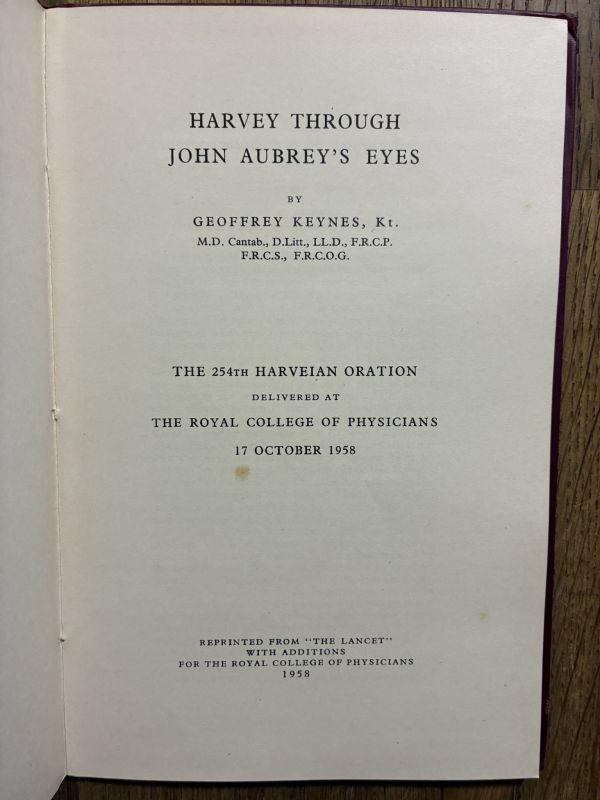 HARVEY THROUGH
JOHN AUBREY'S EYES
BY
GEOFFREY KEYNES, Kt.
M.D. Cantab., D.Litt., LL.D., F.R.C.P.
F.R.C.S., F.R.C.O.G.
THE 254TH HARVEIAN ORATION
DELIVERED AT
THE ROYAL COLLEGE OF PHYSICIANS
17 OCTOBER 1958
REPRINTED FROM "THE LANCET"
WITH ADDITIONS
FOR THE ROYAL COLLEGE OF PHYSICIANS
1958